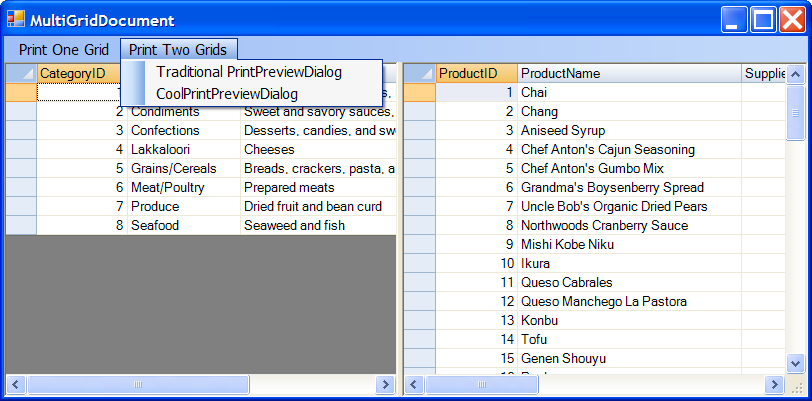 MultiGridDocument
Print One Grid Print Two Grids
Traditional PrintPreviewDialog
CoolPrintPreviewDialog
CategoryID
1 s,
2 Condiments Sweet and savory sauces,
3 Confections Desserts, candies, and swe
4 Lakkaloori Cheeses
5 Grains/Cereals Breads, crackers, pasta, a
6 Meat/Poultry Prepared meats
7 Produce Dried fruit and bean curd
8 Seafood Seaweed and fish
ProductID ProductName Supplie
1 Chai
2 Chang
3 Aniseed Syrup
4 Chef Anton's Cajun Seasoning
5 Chef Anton's Gumbo Mix
6 Grandma's Boysenberry Spread
7 Uncle Bob's Organic Dried Pears
8 Northwoods Cranberry Sauce
9 Mishi Kobe Niku
10 Ikura
11 Queso Cabrales
12 Queso Manchego La Pastora
13 Konbu
14 Tofu
15 Genen Shouyu